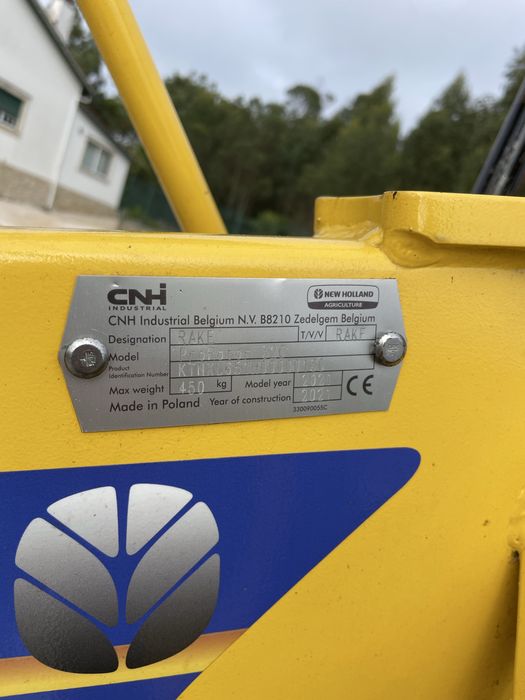 CNH
INDUSTRIAL
NEW HOLLAND
AGRICULTURE
CNH Industrial Belgium N.V. B8210 Zedelgem Belgium
Designation RAKE T/V/V RAKE
Model
Product
Identification Number
Max weight 450 kg Model year
Made in Poland Year of construction
33009005SC
CE